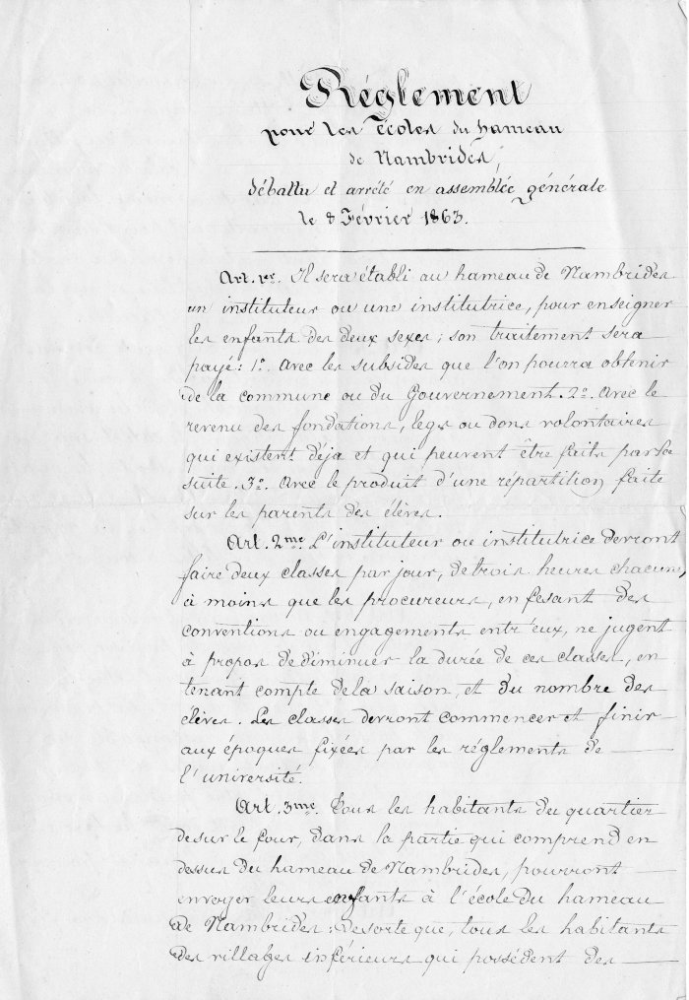 Réglement
pour les écoles du hameau
de Nambrides,
débattu et arrêté en assemblée générale
le 8 Février 1863.
Art. 1er. Il sera établi au hameau de Nambrides
un instituteur ou une institutrice, pour enseigner
les enfants des deux sexes; son traitement sera
payé: 1o. Avec les subsides que l'on pourra obtenir
de la commune ou du Gouvernement. 2o. Avec le
revenu des fondations, legs ou dons volontaires
qui existent déja et qui peuvent être faits par la
suite. 3o. Avec le produit d'une répartition faite
sur les parents des élèves.
Art. 2me. L'instituteur ou institutrice devront
faire deux classes par jour, de trois heures chacune,
à moins que les procureurs, en fesant des
conventions ou engagements entr'eux, ne jugent
à propos de diminuer la durée de ces classes, en
tenant compte de la saison, et du nombre des
élèves. Les classes devront commencer et finir
aux époques fixées par les réglements de
l'université.
Art. 3me. Tous les habitants du quartier
de sur le four, dans la partie qui comprend en
dessus du hameau de Nambrides, pourront
envoyer leurs enfants à l'école du hameau
de Nambrides: De sorte que, tous les habitants
des villages inférieurs qui possédent des